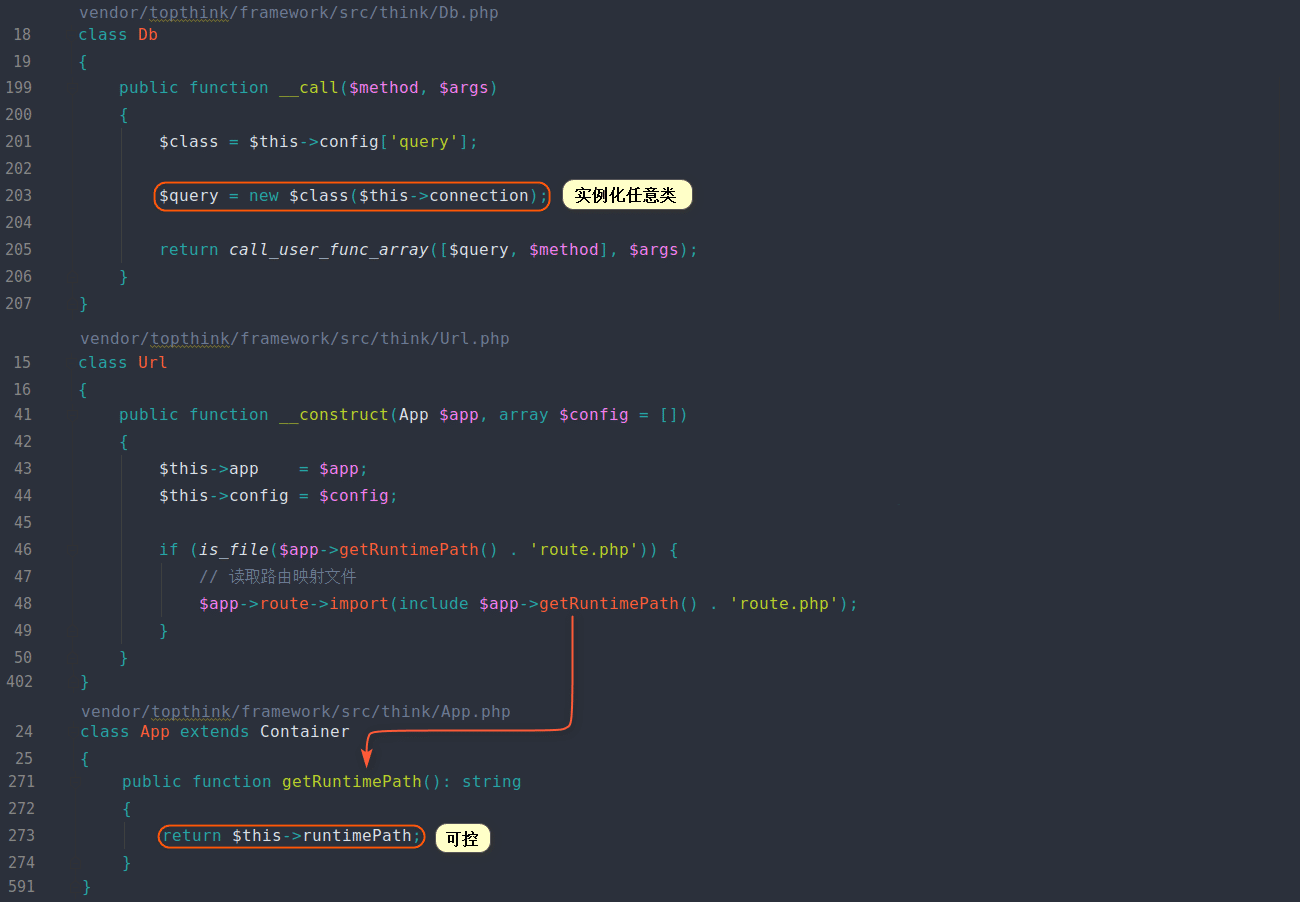 vendor/topthink/framework/src/think/Db.php
18 class Db
19 {
199 public function __call($method, $args)
200 {
201 $class = $this->config['query'];
202
203 $query = new $class($this->connection); 实例化任意类
204
205 return call_user_func_array([$query, $method], $args);
206 }
207 }
vendor/topthink/framework/src/think/Url.php
15 class Url
16 {
41 public function __construct(App $app, array $config = [])
42 {
43 $this->app    = $app;
44 $this->config = $config;
45
46 if (is_file($app->getRuntimePath() . 'route.php')) {
47 // 读取路由映射文件
48 $app->route->import(include $app->getRuntimePath() . 'route.php');
49 }
50 }
402 }
vendor/topthink/framework/src/think/App.php
24 class App extends Container
25 {
271 public function getRuntimePath(): string
272 {
273 return $this->runtimePath; 可控
274 }
591 }